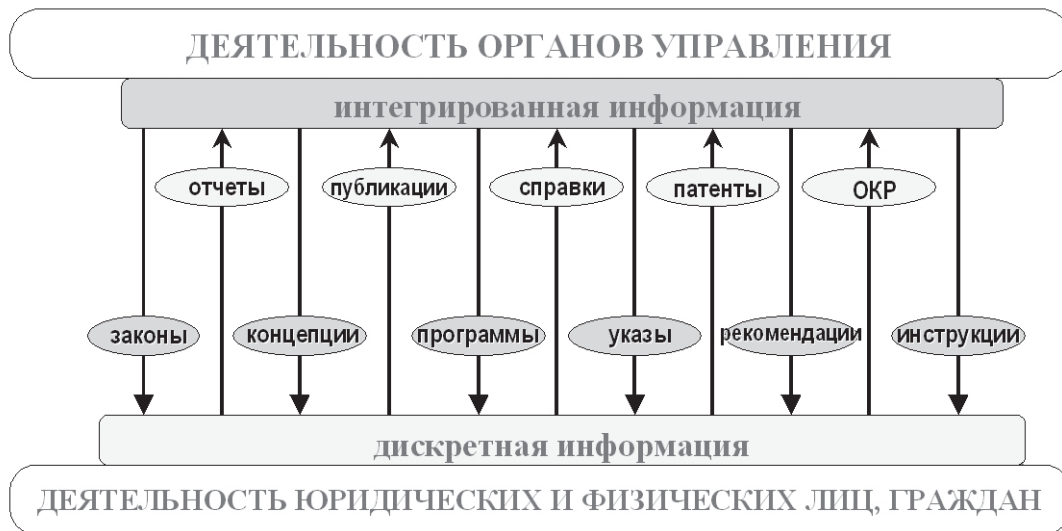 ДЕЯТЕЛЬНОСТЬ ОРГАНОВ УПРАВЛЕНИЯ
интегрированная информация
отчеты публикации справки патенты ОКР
законы концепции программы указы рекомендации инструкции
дискретная информация
ДЕЯТЕЛЬНОСТЬ ЮРИДИЧЕСКИХ И ФИЗИЧЕСКИХ ЛИЦ, ГРАЖДАН